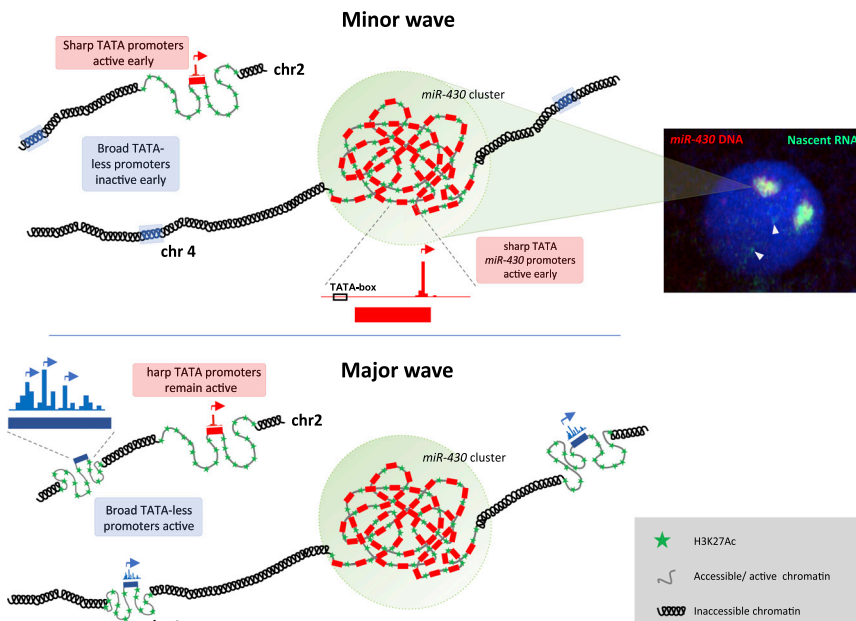 Minor wave
Sharp TATA promoters
active early
chr2
miR-430 cluster
Broad TATA-
less promoters
inactive early
miR-430 DNA
Nascent RNA
chr 4
sharp TATA
miR-430 promoters
active early
TATA-box
Major wave
harp TATA promoters
remain active
chr2
miR-430 cluster
Broad TATA-less
promoters active
H3K27Ac
Accessible/ active chromatin
Inaccessible chromatin